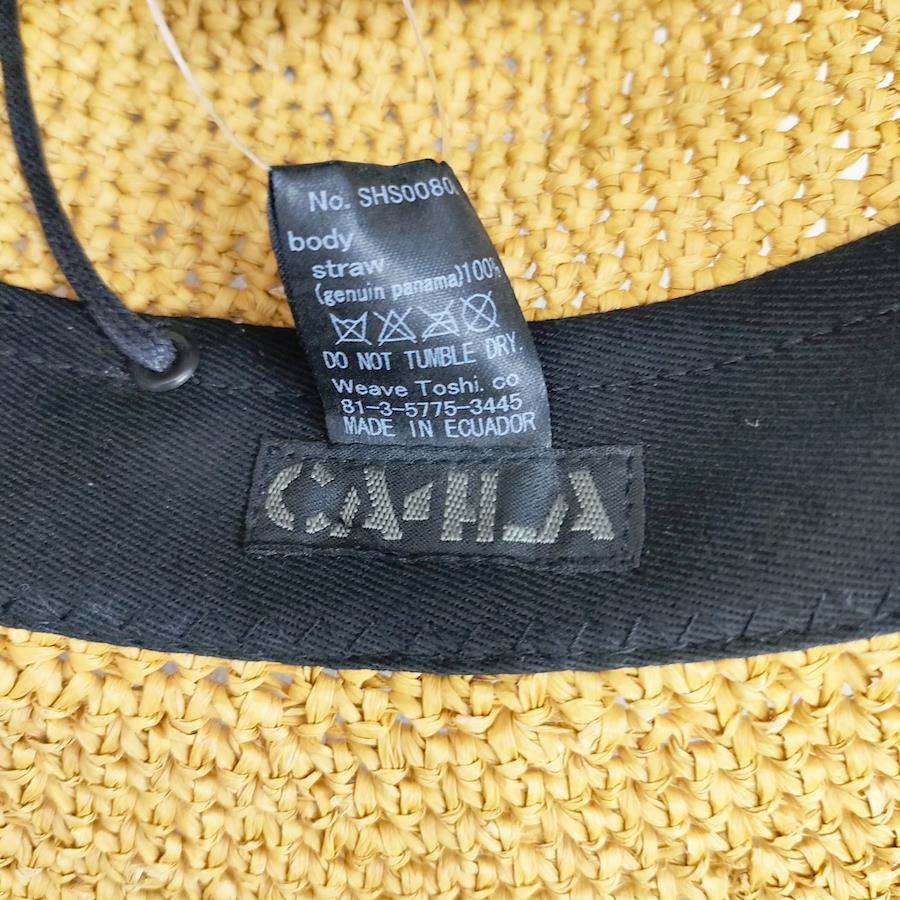 No. SHS0080
body
straw
(genuin panama)100%
DO NOT TUMBLE DRY.
Weave Toshi. co
81-3-5775-3445
MADE IN ECUADOR
CA4LA